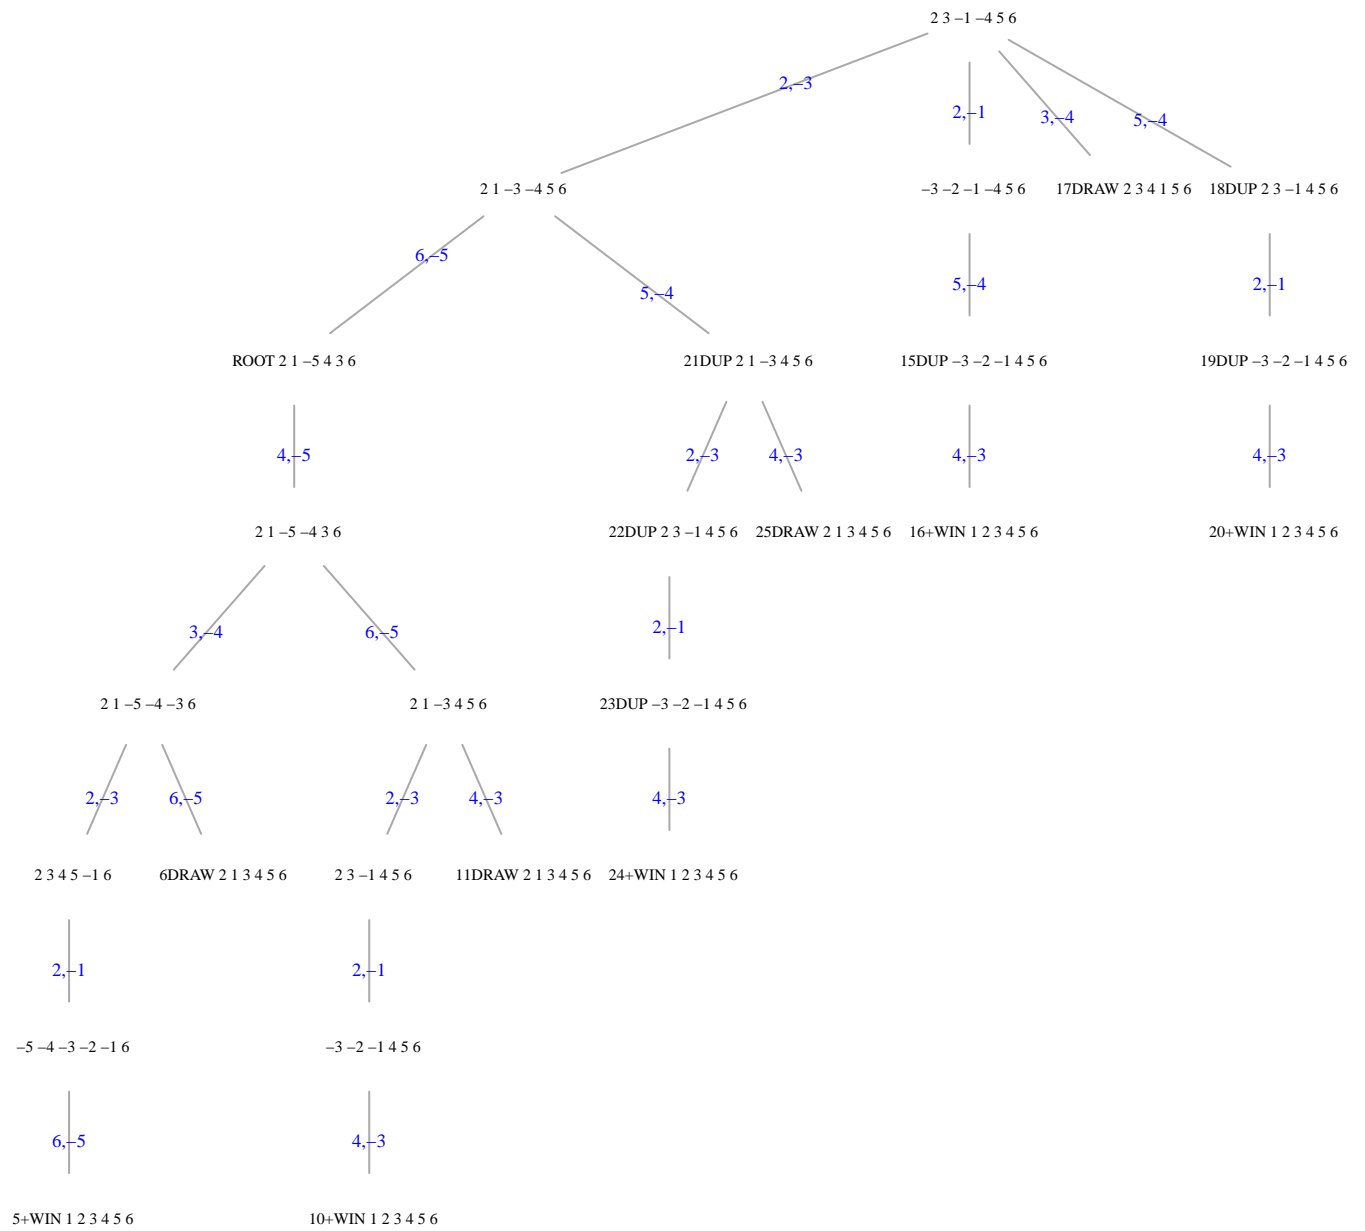 2 3 −1 −4 5 6
2,−3
2,−1
3,−4
5,−4
2 1 −3 −4 5 6
−3 −2 −1 −4 5 6
17DRAW 2 3 4 1 5 6
18DUP 2 3 −1 4 5 6
6,−5
5,−4
5,−4
2,−1
ROOT 2 1 −5 4 3 6
21DUP 2 1 −3 4 5 6
15DUP −3 −2 −1 4 5 6
19DUP −3 −2 −1 4 5 6
4,−5
2,−3
4,−3
4,−3
4,−3
2 1 −5 −4 3 6
22DUP 2 3 −1 4 5 6
25DRAW 2 1 3 4 5 6
16+WIN 1 2 3 4 5 6
20+WIN 1 2 3 4 5 6
3,−4
6,−5
2,−1
2 1 −5 −4 −3 6
2 1 −3 4 5 6
23DUP −3 −2 −1 4 5 6
2,−3
6,−5
2,−3
4,−3
4,−3
2 3 4 5 −1 6
6DRAW 2 1 3 4 5 6
2 3 −1 4 5 6
11DRAW 2 1 3 4 5 6
24+WIN 1 2 3 4 5 6
2,−1
2,−1
−5 −4 −3 −2 −1 6
−3 −2 −1 4 5 6
6,−5
4,−3
5+WIN 1 2 3 4 5 6
10+WIN 1 2 3 4 5 6